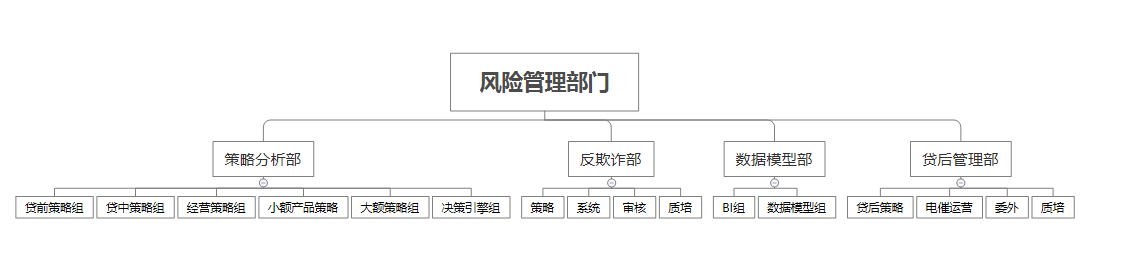 风险管理部门
策略分析部
反欺诈部
数据模型部
贷后管理部
贷前策略组
贷中策略组
经营策略组
小额产品策略
大额策略组
决策引擎组
策略
系统
审核
质培
BI组
数据模型组
贷后策略
电催运营
委外
质培